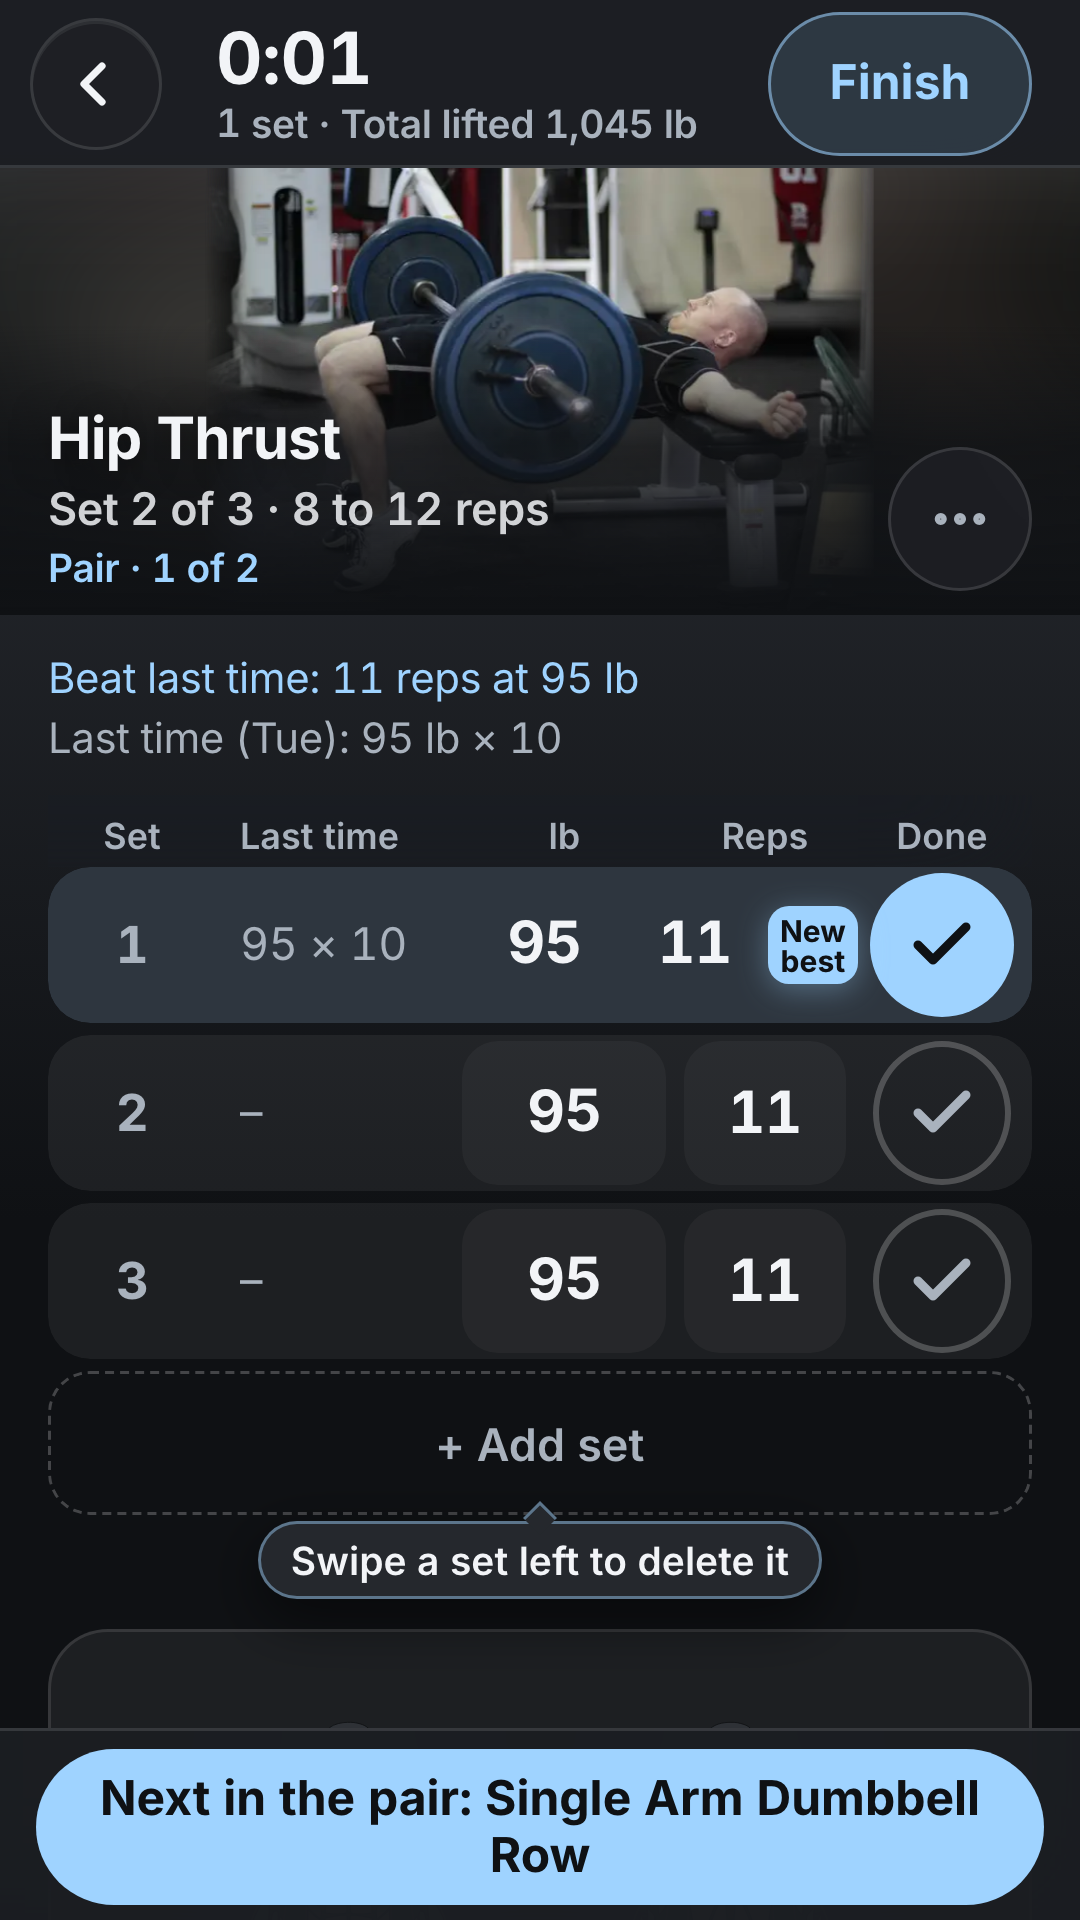 0:01
1 set · Total lifted 1,045 lb
Finish
Hip Thrust
Set 2 of 3 · 8 to 12 reps
Pair · 1 of 2
Beat last time: 11 reps at 95 lb
Last time (Tue): 95 lb × 10
Set Last time lb Reps Done
1 95 × 10 95 11 New best
2 – 95 11
3 – 95 11
+ Add set
Swipe a set left to delete it
Next in the pair: Single Arm Dumbbell
Row